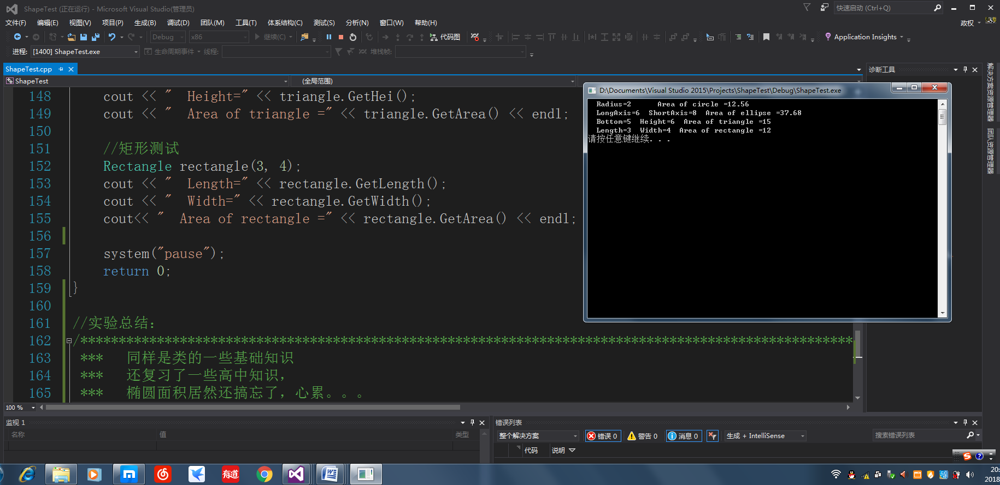 ShapeTest (正在运行) - Microsoft Visual Studio(管理员)
快速启动 (Ctrl+Q)
文件(F) 编辑(E) 视图(V) 项目(P) 生成(B) 调试(D) 团队(M) 工具(T) 体系结构(C) 测试(S) 分析(N) 窗口(W) 帮助(H)
政权
Debug x86 继续(C) 代码图 Application Insights
进程: [1400] ShapeTest.exe 生命周期事件 线程: 堆栈帧:
ShapeTest.cpp
ShapeTest (全局范围)
148 cout << "  Height=" << triangle.GetHei();
149 cout << "  Area of triangle =" << triangle.GetArea() << endl;
150
151 //矩形测试
152 Rectangle rectangle(3, 4);
153 cout << "  Length=" << rectangle.GetLength();
154 cout << "  Width=" << rectangle.GetWidth();
155 cout<< "  Area of rectangle =" << rectangle.GetArea() << endl;
156
157 system("pause");
158 return 0;
159 }
160
161 //实验总结:
162 /*****************************************************************************************************
163 ***   同样是类的一些基础知识
164 ***   还复习了一些高中知识,
165 ***   椭圆面积居然还搞忘了, 心累。。。
100 %
D:\Documents\Visual Studio 2015\Projects\ShapeTest\Debug\ShapeTest.exe
Radius=2      Area of circle =12.56
LongAxis=6  ShortAxis=8  Area of ellipse =37.68
Bottom=5  Height=6  Area of triangle =15
Length=3  Width=4  Area of rectangle =12
请按任意键继续. . .
诊断工具
解决方案资源管理器
团队资源管理器
监视 1
名称 值 类型
错误列表
整个解决方案 错误 0 警告 0 消息 0 生成 + IntelliSense 搜索错误列表
代码 说明
有道
20:
2018